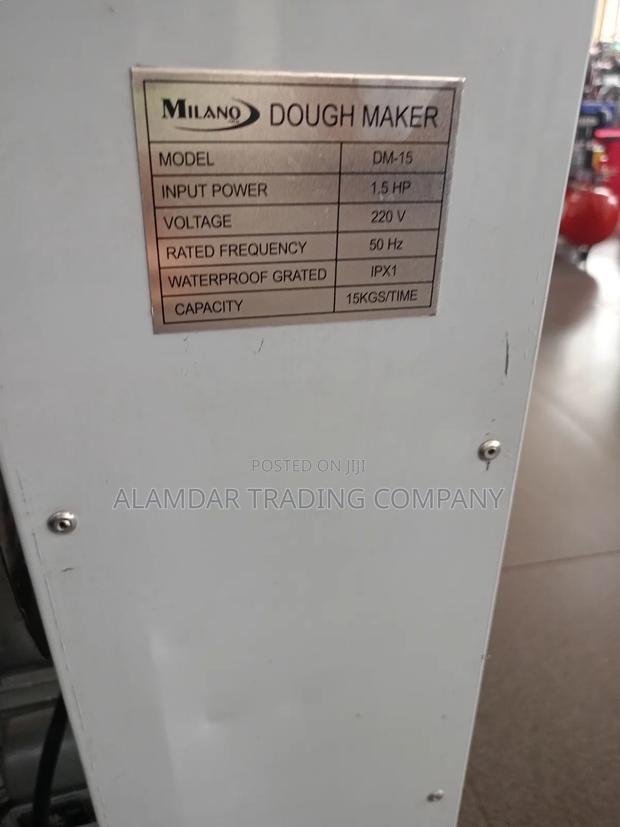 MILANO DOUGH MAKER
MODEL DM-15
INPUT POWER 1.5 HP
VOLTAGE 220 V
RATED FREQUENCY 50 Hz
WATERPROOF GRATED IPX1
CAPACITY 15KGS/TIME
POSTED ON JIJI
ALAMDAR TRADING COMPANY